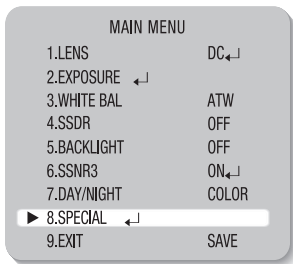 MAIN MENU
1.LENS DC↵
2.EXPOSURE ↵
3.WHITE BAL ATW
4.SSDR OFF
5.BACKLIGHT OFF
6.SSNR3 ON↵
7.DAY/NIGHT COLOR
▶ 8.SPECIAL ↵
9.EXIT SAVE